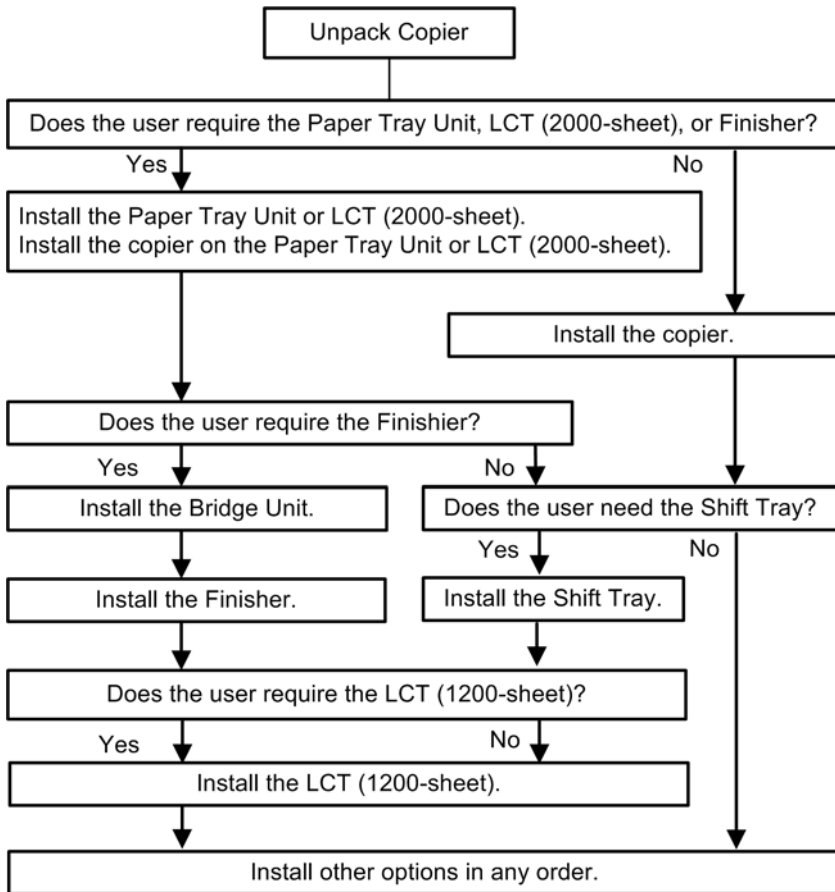 Unpack Copier
Does the user require the Paper Tray Unit, LCT (2000-sheet), or Finisher?
Yes
No
Install the Paper Tray Unit or LCT (2000-sheet).
Install the copier on the Paper Tray Unit or LCT (2000-sheet).
Install the copier.
Does the user require the Finishier?
Yes
No
Install the Bridge Unit.
Does the user need the Shift Tray?
Yes
No
Install the Finisher.
Install the Shift Tray.
Does the user require the LCT (1200-sheet)?
Yes
No
Install the LCT (1200-sheet).
Install other options in any order.